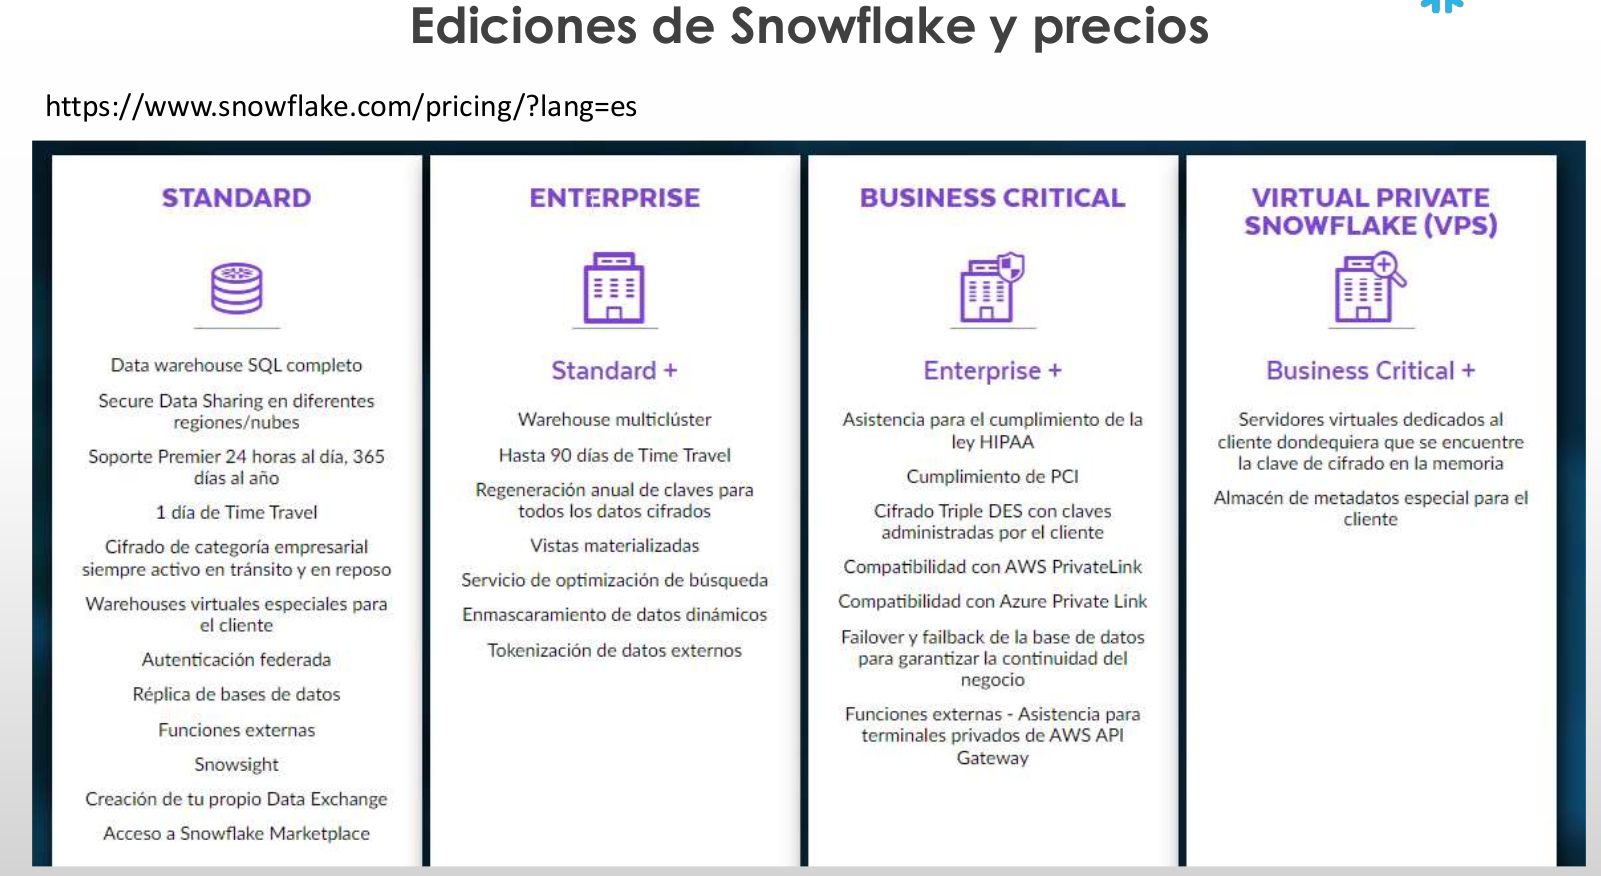 Ediciones de Snowflake y precios
https://www.snowflake.com/pricing/?lang=es
STANDARD
Data warehouse SQL completo
Secure Data Sharing en diferentes
regiones/nubes
Soporte Premier 24 horas al día, 365
días al año
1 día de Time Travel
Cifrado de categoría empresarial
siempre activo en tránsito y en reposo
Warehouses virtuales especiales para
el cliente
Autenticación federada
Réplica de bases de datos
Funciones externas
Snowsight
Creación de tu propio Data Exchange
Acceso a Snowflake Marketplace
ENTERPRISE
Standard +
Warehouse multiclúster
Hasta 90 días de Time Travel
Regeneración anual de claves para
todos los datos cifrados
Vistas materializadas
Servicio de optimización de búsqueda
Enmascaramiento de datos dinámicos
Tokenización de datos externos
BUSINESS CRITICAL
Enterprise +
Asistencia para el cumplimiento de la
ley HIPAA
Cumplimiento de PCI
Cifrado Triple DES con claves
administradas por el cliente
Compatibilidad con AWS PrivateLink
Compatibilidad con Azure Private Link
Failover y failback de la base de datos
para garantizar la continuidad del
negocio
Funciones externas - Asistencia para
terminales privados de AWS API
Gateway
VIRTUAL PRIVATE
SNOWFLAKE (VPS)
Business Critical +
Servidores virtuales dedicados al
cliente dondequiera que se encuentre
la clave de cifrado en la memoria
Almacén de metadatos especial para el
cliente